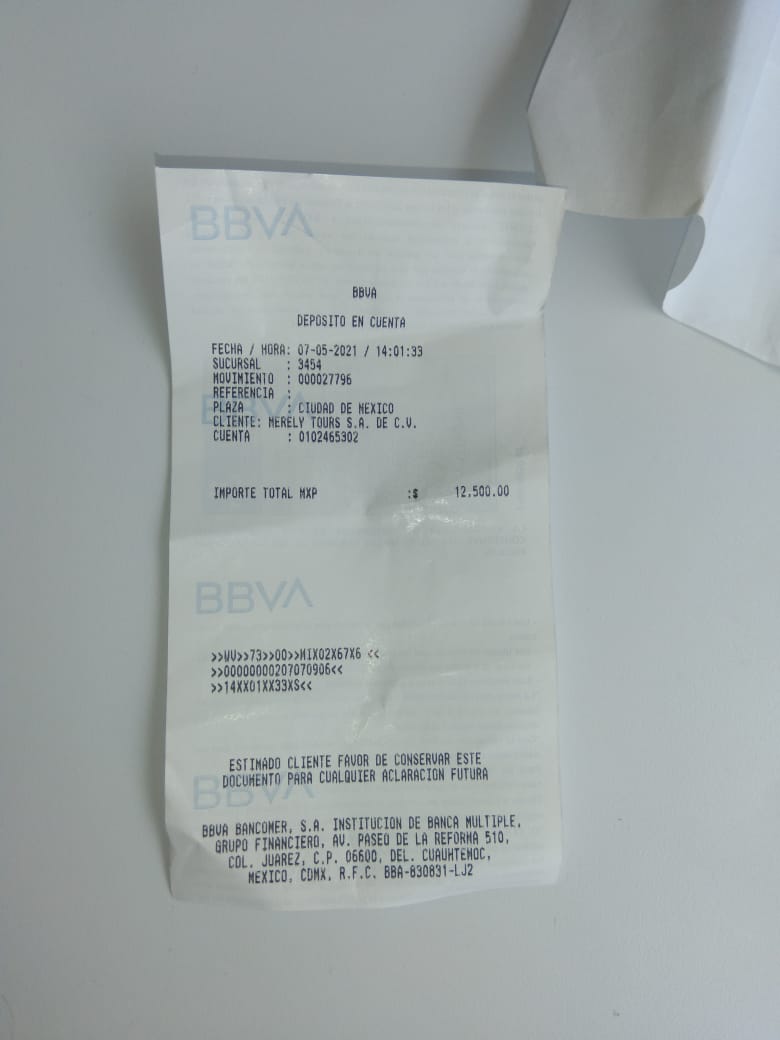 BBVA
BBVA
DEPOSITO EN CUENTA
FECHA / HORA: 07-05-2021 / 14:01:33
SUCURSAL : 3454
MOVIMIENTO : 000027796
REFERENCIA :
PLAZA : CIUDAD DE MEXICO
CLIENTE: MERELY TOURS S.A. DE C.V.
CUENTA : 0102465302
IMPORTE TOTAL MXP :$ 12,500.00
BBVA
>>WV>>73>>00>>MIX02X67X6 <<
>>00000000207070906<<
>>14XX01XX33XS<<
ESTIMADO CLIENTE FAVOR DE CONSERVAR ESTE
DOCUMENTO PARA CUALQUIER ACLARACION FUTURA
BBVA
BBVA BANCOMER, S.A. INSTITUCION DE BANCA MULTIPLE,
GRUPO FINANCIERO, AV. PASEO DE LA REFORMA 510,
COL. JUAREZ, C.P. 06600, DEL. CUAUHTEMOC,
MEXICO, CDMX, R.F.C. BBA-830831-LJ2